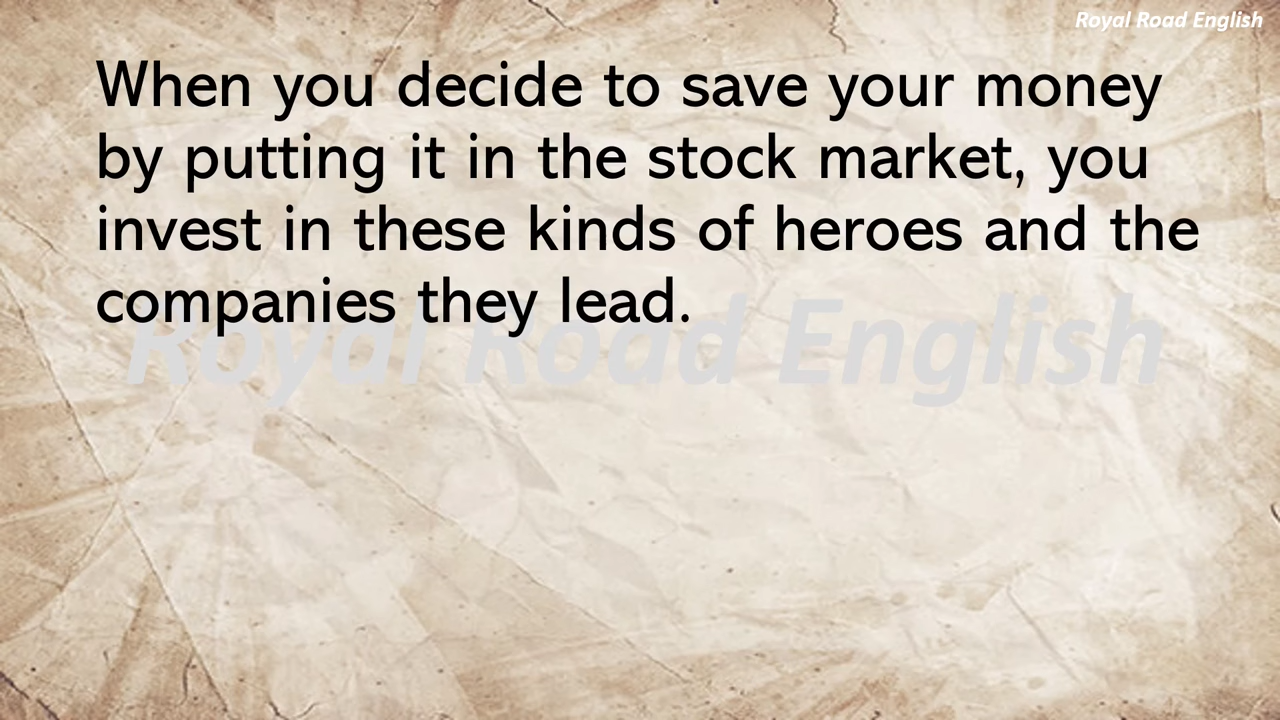 Royal Road English
When you decide to save your money
by putting it in the stock market, you
invest in these kinds of heroes and the
companies they lead.
Royal Road English